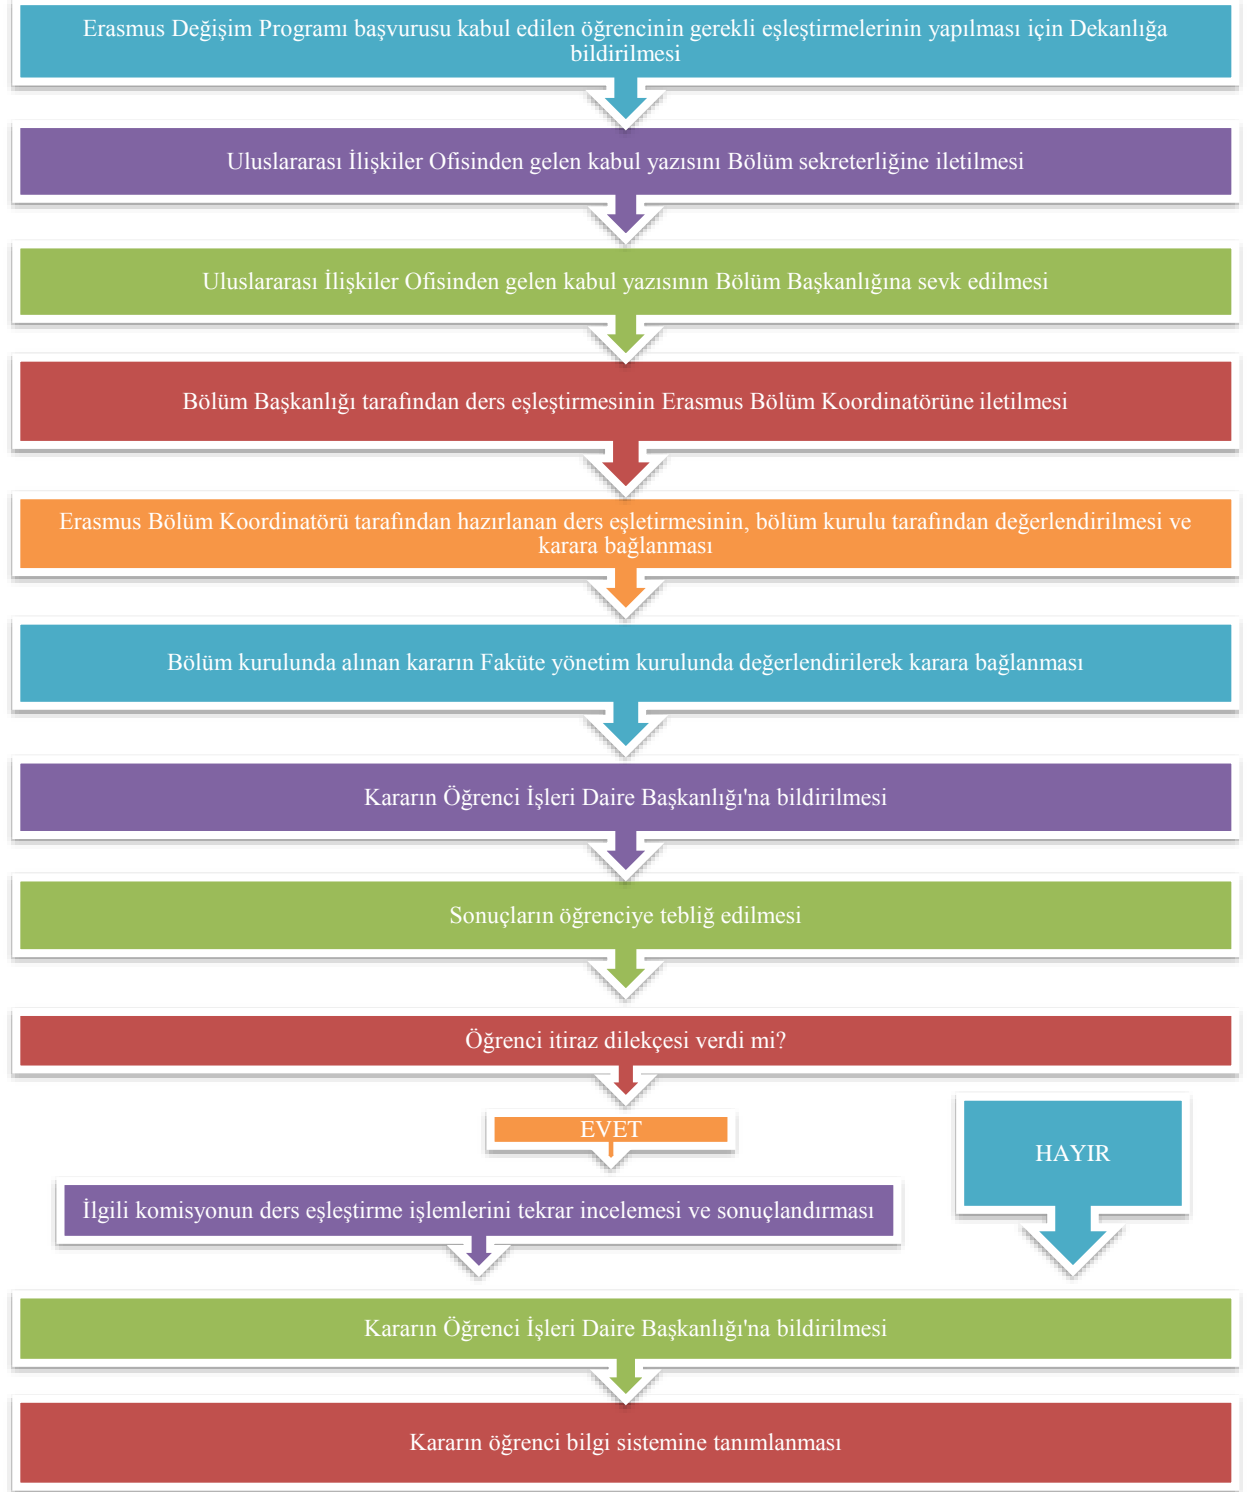 Erasmus Değişim Programı başvurusu kabul edilen öğrencinin gerekli eşleştirmelerinin yapılması için Dekanlığa
bildirilmesi
Uluslararası İlişkiler Ofisinden gelen kabul yazısını Bölüm sekreterliğine iletilmesi
Uluslararası İlişkiler Ofisinden gelen kabul yazısının Bölüm Başkanlığına sevk edilmesi
Bölüm Başkanlığı tarafından ders eşleştirmesinin Erasmus Bölüm Koordinatörüne iletilmesi
Erasmus Bölüm Koordinatörü tarafından hazırlanan ders eşletirmesinin, bölüm kurulu tarafından değerlendirilmesi ve
karara bağlanması
Bölüm kurulunda alınan kararın Faküte yönetim kurulunda değerlendirilerek karara bağlanması
Kararın Öğrenci İşleri Daire Başkanlığı'na bildirilmesi
Sonuçların öğrenciye tebliğ edilmesi
Öğrenci itiraz dilekçesi verdi mi?
EVET
HAYIR
İlgili komisyonun ders eşleştirme işlemlerini tekrar incelemesi ve sonuçlandırması
Kararın Öğrenci İşleri Daire Başkanlığı'na bildirilmesi
Kararın öğrenci bilgi sistemine tanımlanması